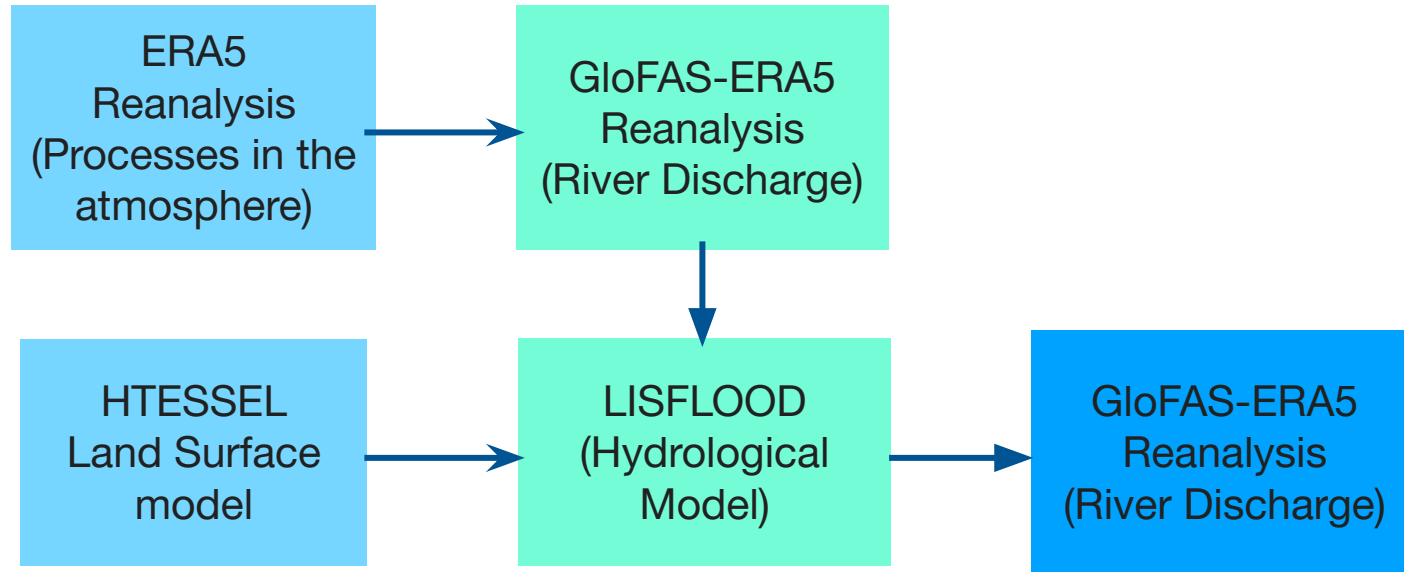 ERA5
Reanalysis
(Processes in the
atmosphere)
GloFAS-ERA5
Reanalysis
(River Discharge)
HTESSEL
Land Surface
model
LISFLOOD
(Hydrological
Model)
GloFAS-ERA5
Reanalysis
(River Discharge)